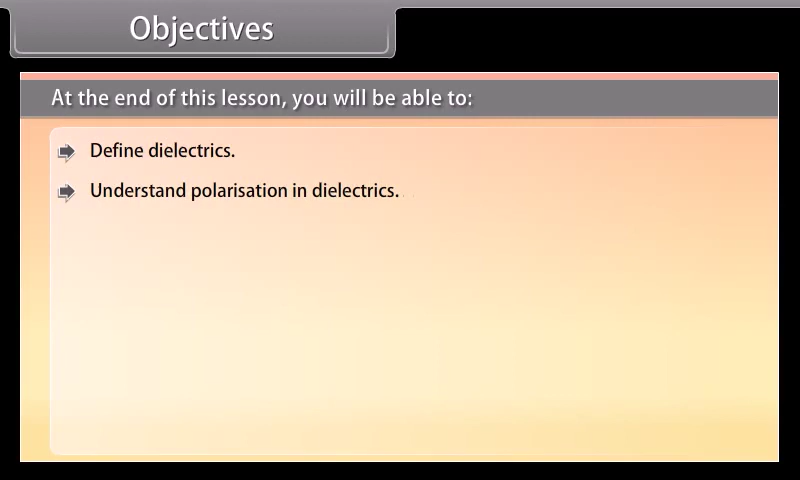 Objectives
At the end of this lesson, you will be able to:
Define dielectrics.
Understand polarisation in dielectrics.